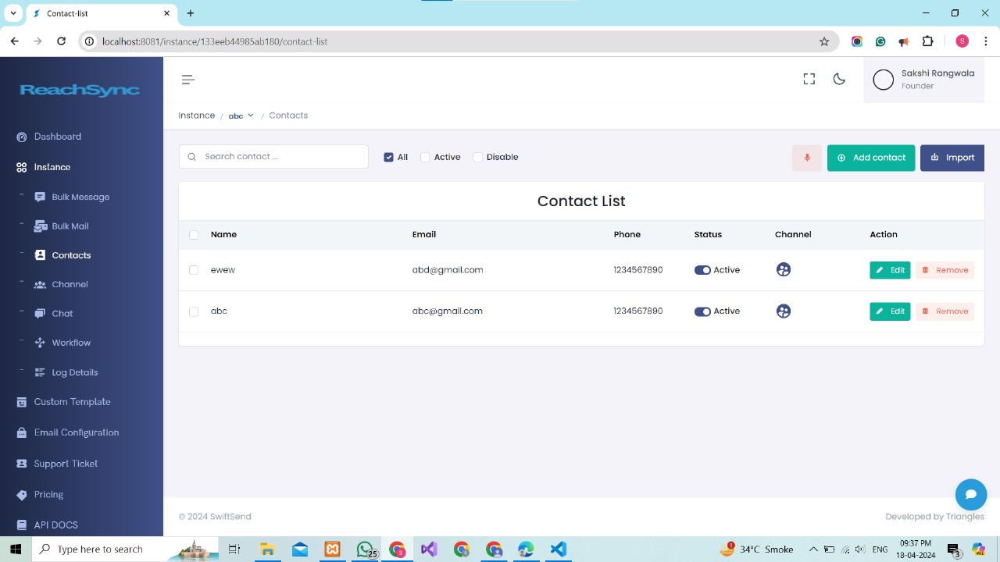 Contact-list
localhost:8081/instance/133eeb44985ab180/contact-list
S
ReachSync
Sakshi Rangwala
Founder
Instance / abc / Contacts
Dashboard
Instance
Bulk Message
Bulk Mail
Contacts
Channel
Chat
Workflow
Log Details
Custom Template
Email Configuration
Support Ticket
Pricing
API DOCS
Search contact ... All Active Disable Add contact Import
Contact List
Name Email Phone Status Channel Action
ewew abd@gmail.com 1234567890 Active Edit Remove
abc abc@gmail.com 1234567890 Active Edit Remove
© 2024 SwiftSend Developed by Triangles
Type here to search 25 34°C Smoke ENG 09:37 PM
18-04-2024 3